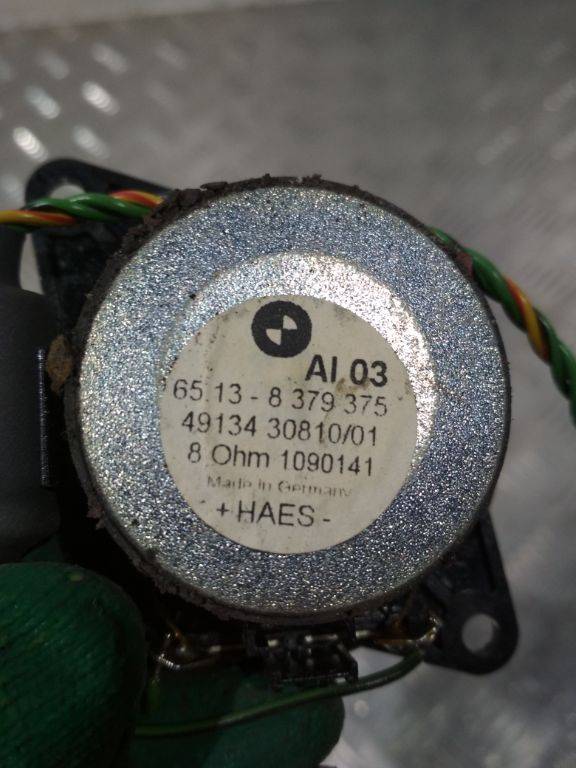 AI 03
65.13 - 8 379 375
49134 30810/01
8 Ohm 1090141
Made in Germany
+ HAES -